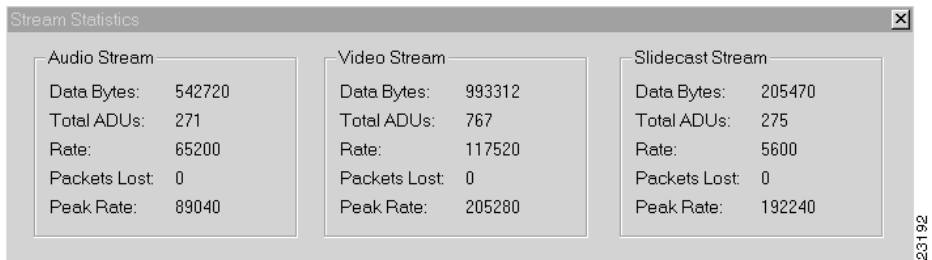 Stream Statistics
Audio Stream
Data Bytes: 542720
Total ADUs: 271
Rate: 65200
Packets Lost: 0
Peak Rate: 89040
Video Stream
Data Bytes: 993312
Total ADUs: 767
Rate: 117520
Packets Lost: 0
Peak Rate: 205280
Slidecast Stream
Data Bytes: 205470
Total ADUs: 275
Rate: 5600
Packets Lost: 0
Peak Rate: 192240
23192